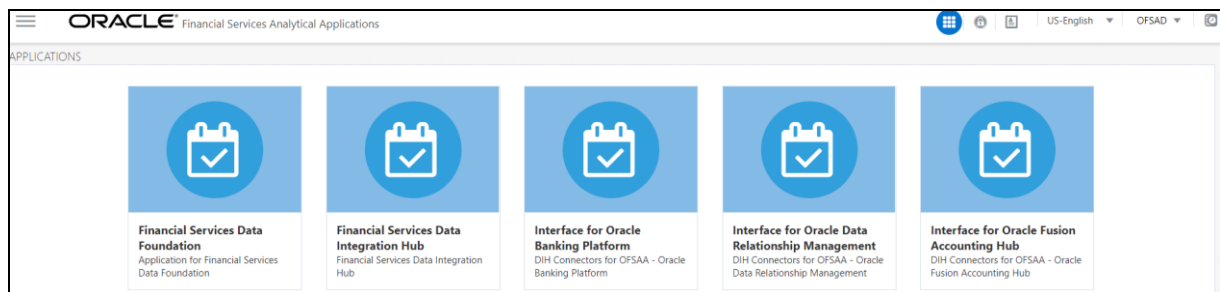 ORACLE® Financial Services Analytical Applications
US-English
OFSAD
APPLICATIONS
Financial Services Data
Foundation
Application for Financial Services
Data Foundation
Financial Services Data
Integration Hub
Financial Services Data Integration
Hub
Interface for Oracle
Banking Platform
DIH Connectors for OFSAA - Oracle
Banking Platform
Interface for Oracle Data
Relationship Management
DIH Connectors for OFSAA - Oracle
Data Relationship Management
Interface for Oracle Fusion
Accounting Hub
DIH Connectors for OFSAA - Oracle
Fusion Accounting Hub